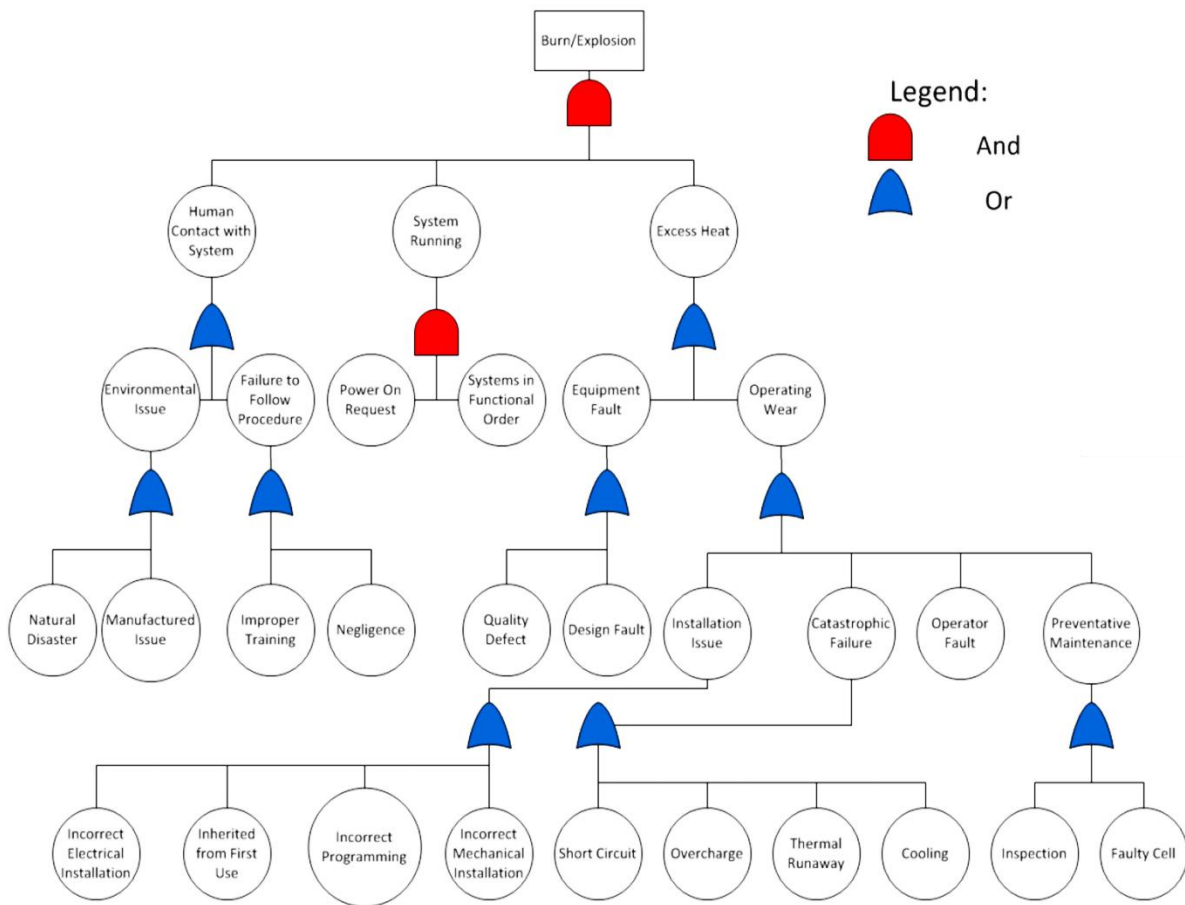 Burn/Explosion
Legend:
And
Or
Human
Contact with
System
System
Running
Excess Heat
Environmental
Issue
Failure to
Follow
Procedure
Power On
Request
Systems in
Functional
Order
Equipment
Fault
Operating
Wear
Natural
Disaster
Manufactured
Issue
Improper
Training
Negligence
Quality
Defect
Design Fault
Installation
Issue
Catastrophic
Failure
Operator
Fault
Preventative
Maintenance
Incorrect
Electrical
Installation
Inherited
from First
Use
Incorrect
Programming
Incorrect
Mechanical
Installation
Short Circuit
Overcharge
Thermal
Runaway
Cooling
Inspection
Faulty Cell